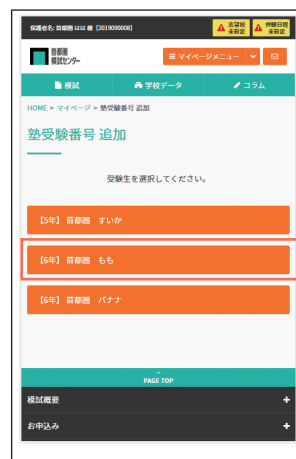 保護者名: 首都圏 はは 様 [2019090008]
志望校
未設定
併願日程
未設定
首都圏
模試センター
マイページメニュー
模試
学校データ
コラム
HOME > マイページ > 塾受験番号 追加
塾受験番号 追加
受験生を選択してください。
【5年】 首都圏 すいか
【6年】 首都圏 もも
【6年】 首都圏 バナナ
PAGE TOP
模試概要 +
お申込み +